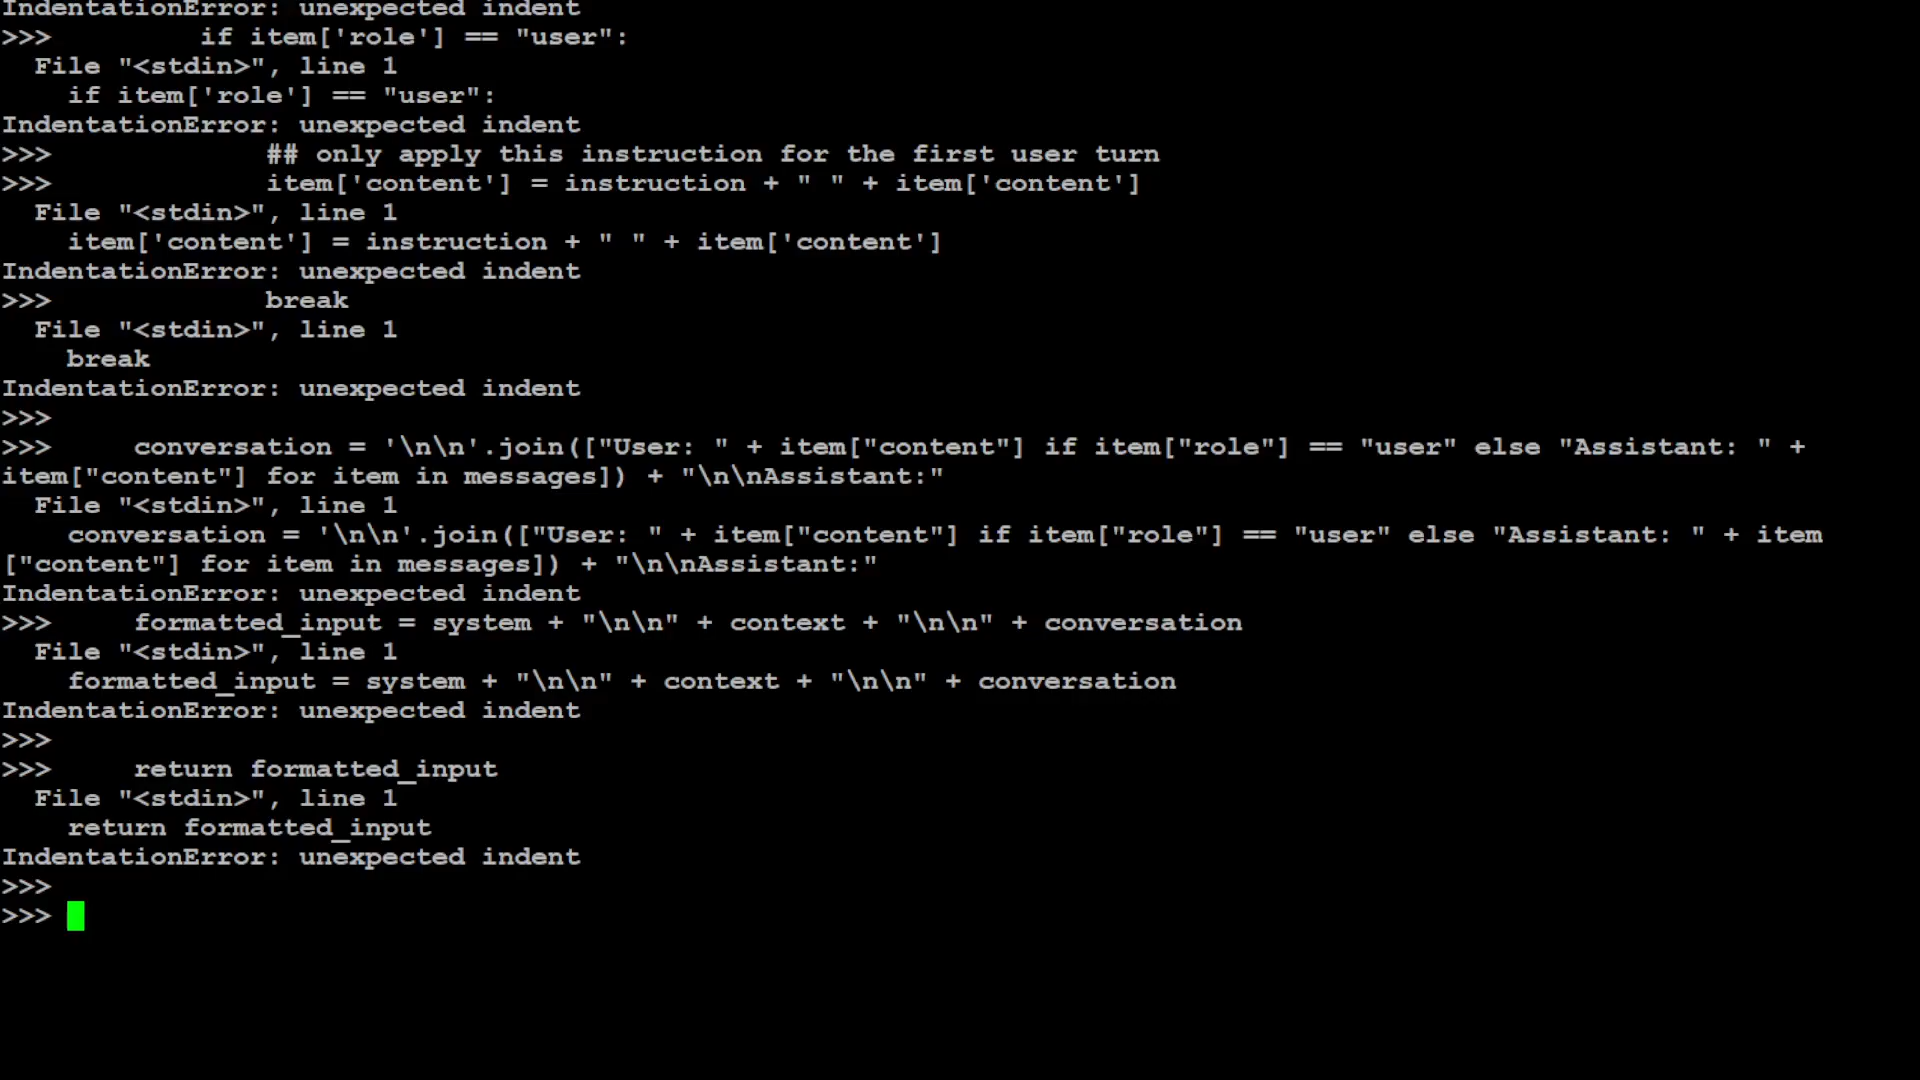 IndentationError: unexpected indent
>>>         if item['role'] == "user":
  File "<stdin>", line 1
    if item['role'] == "user":
IndentationError: unexpected indent
>>>             ## only apply this instruction for the first user turn
>>>             item['content'] = instruction + " " + item['content']
  File "<stdin>", line 1
    item['content'] = instruction + " " + item['content']
IndentationError: unexpected indent
>>>             break
  File "<stdin>", line 1
    break
IndentationError: unexpected indent
>>>
>>>     conversation = '\n\n'.join(["User: " + item["content"] if item["role"] == "user" else "Assistant: " +
item["content"] for item in messages]) + "\n\nAssistant:"
  File "<stdin>", line 1
    conversation = '\n\n'.join(["User: " + item["content"] if item["role"] == "user" else "Assistant: " + item
["content"] for item in messages]) + "\n\nAssistant:"
IndentationError: unexpected indent
>>>     formatted_input = system + "\n\n" + context + "\n\n" + conversation
  File "<stdin>", line 1
    formatted_input = system + "\n\n" + context + "\n\n" + conversation
IndentationError: unexpected indent
>>>
>>>     return formatted_input
  File "<stdin>", line 1
    return formatted_input
IndentationError: unexpected indent
>>>
>>>